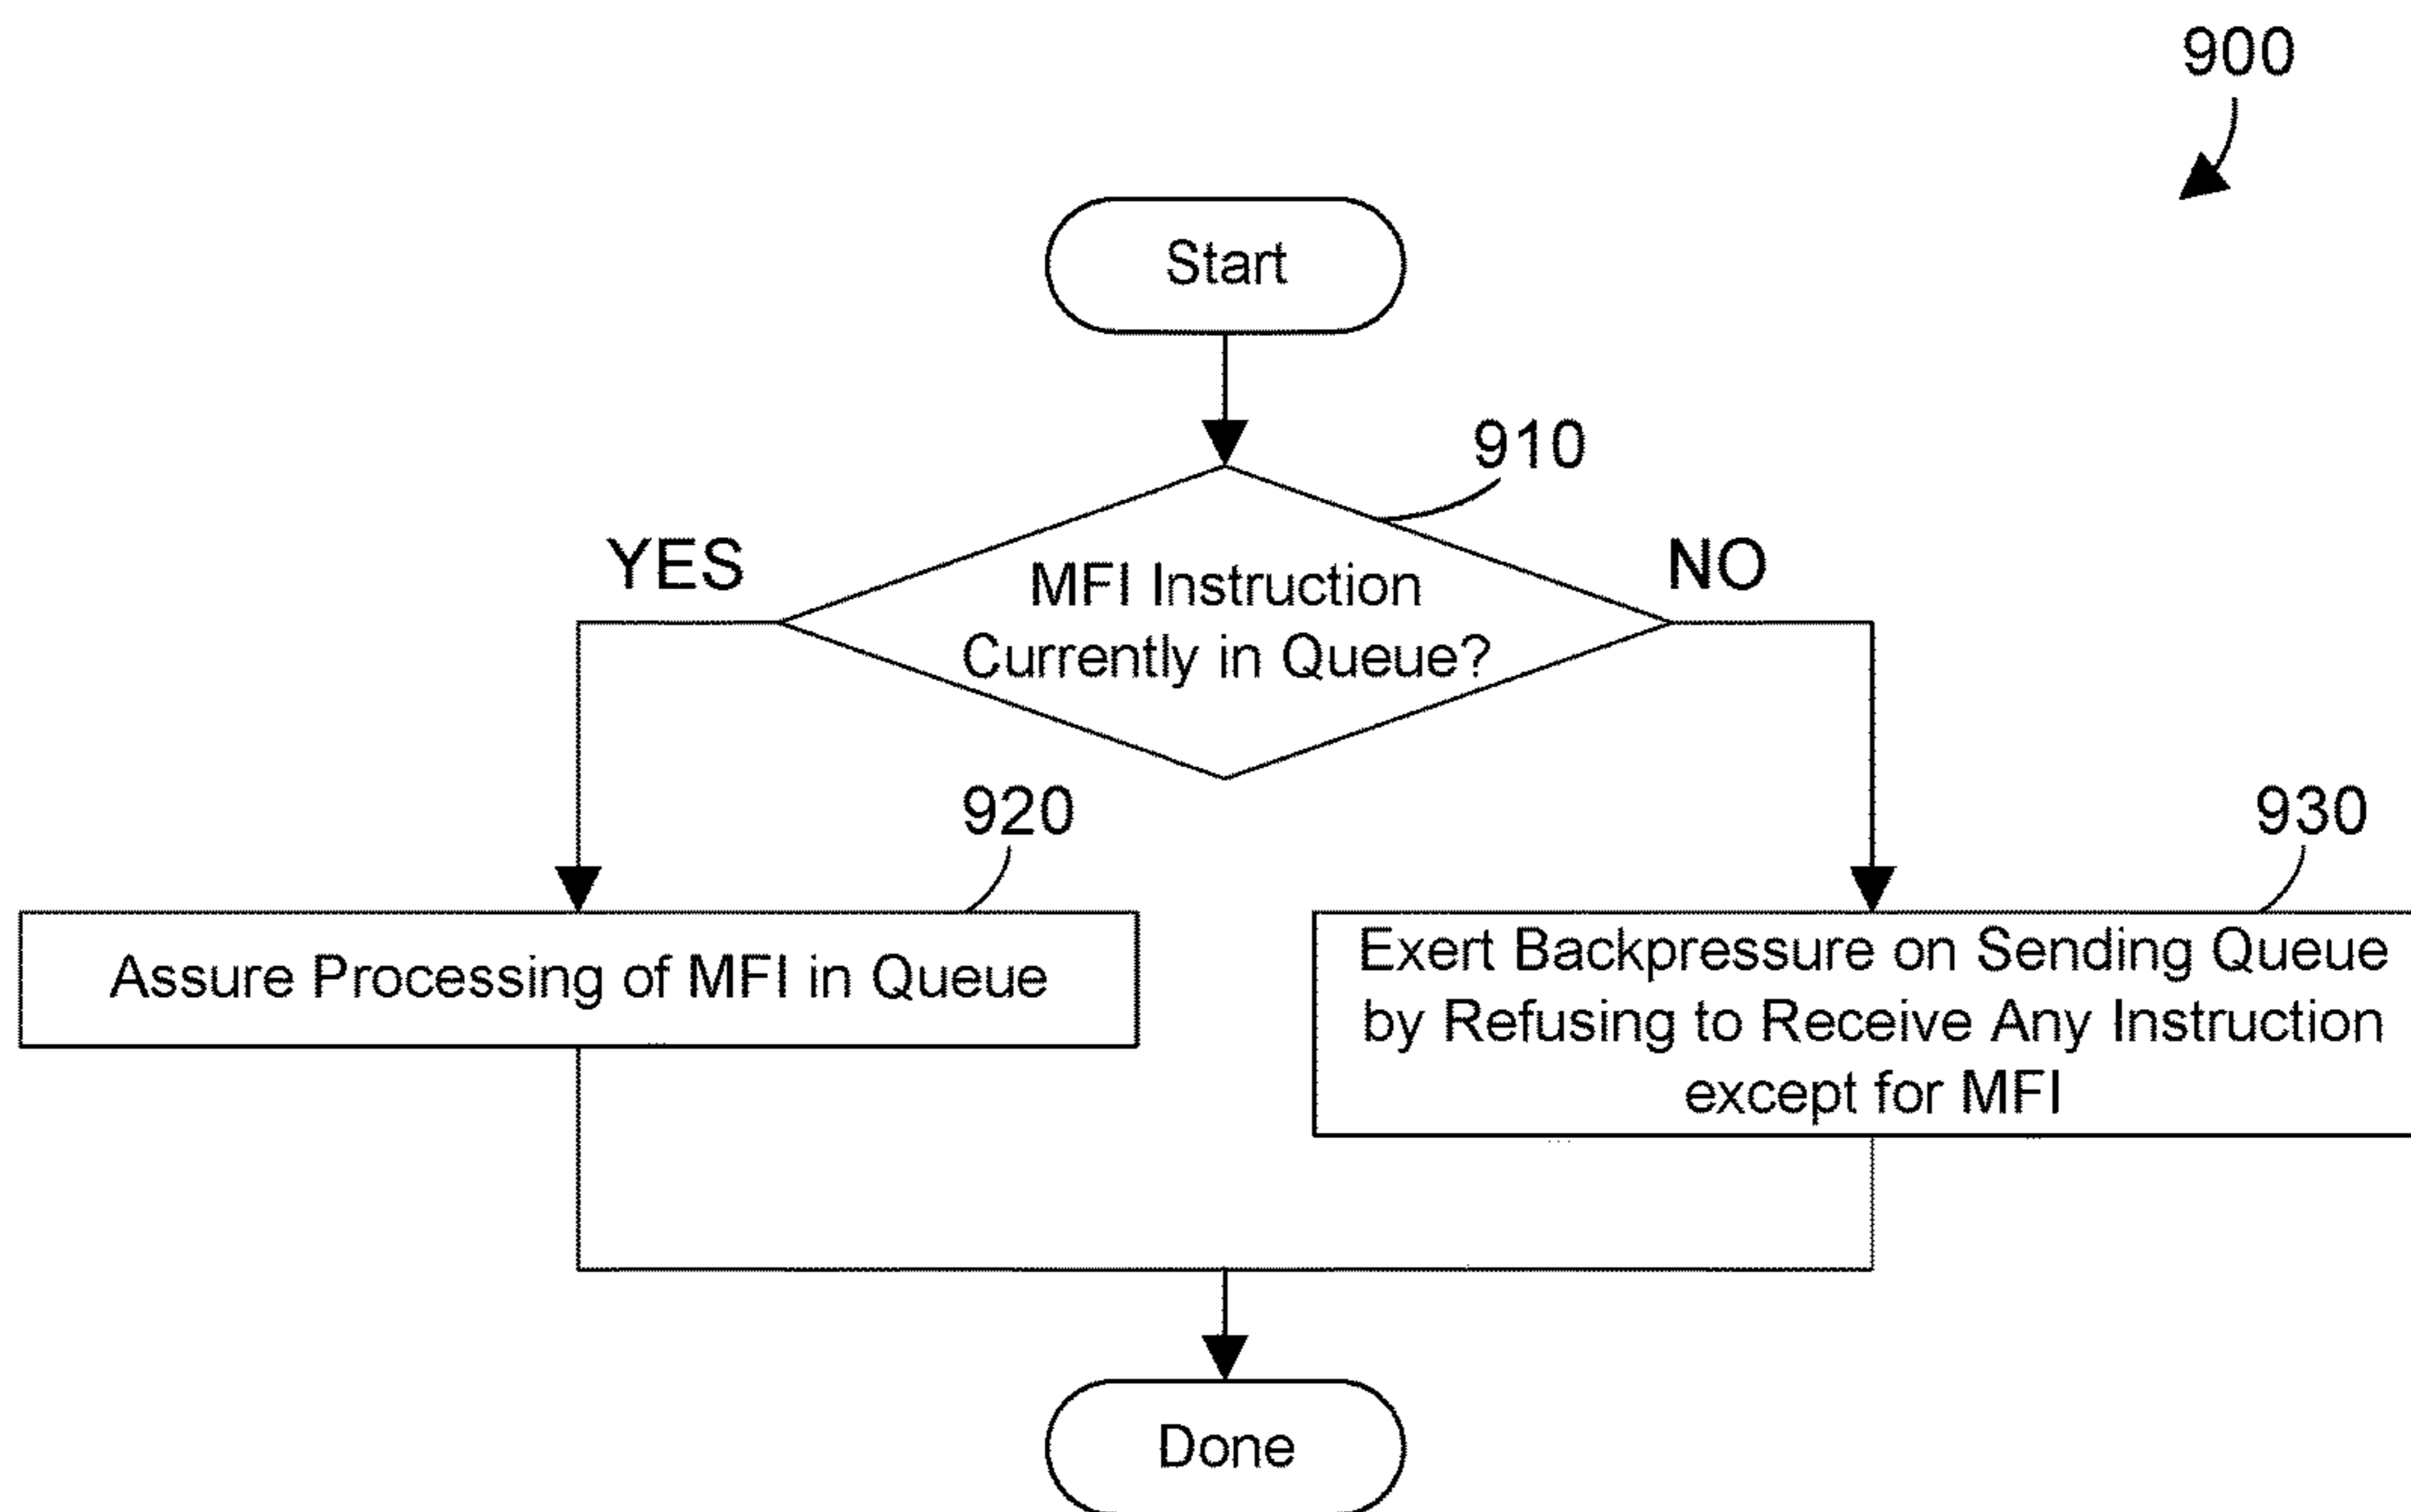 900
Start
910
YES
NO
MFI Instruction
Currently in Queue?
920
930
Assure Processing of MFI in Queue
Exert Backpressure on Sending Queue
by Refusing to Receive Any Instruction
except for MFI
Done